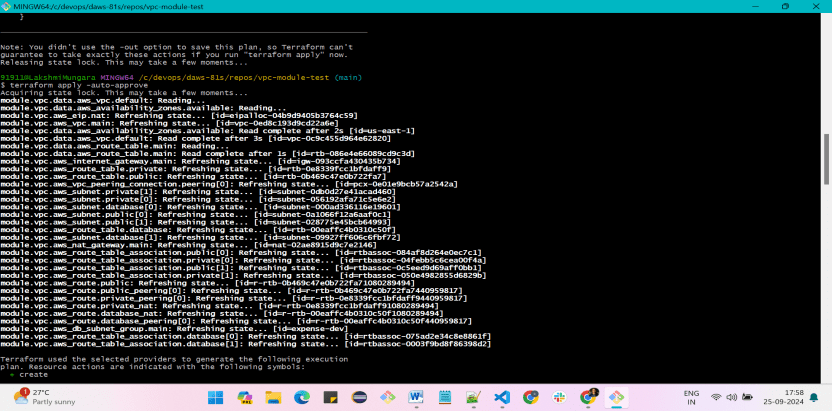 MINGW64:/c/devops/daws-81s/repos/vpc-module-test
}
Note: You didn't use the -out option to save this plan, so Terraform can't
guarantee to take exactly these actions if you run "terraform apply" now.
Releasing state lock. This may take a few moments...
91911@LakshmiMungara MINGW64 /c/devops/daws-81s/repos/vpc-module-test (main)
$ terraform apply -auto-approve
Acquiring state lock. This may take a few moments...
module.vpc.data.aws_vpc.default: Reading...
module.vpc.data.aws_availability_zones.available: Reading...
module.vpc.aws_eip.nat: Refreshing state... [id=eipalloc-04b9d9405b3764c59]
module.vpc.aws_vpc.main: Refreshing state... [id=vpc-0ed8c193d9cd22a6e]
module.vpc.data.aws_availability_zones.available: Read complete after 2s [id=us-east-1]
module.vpc.data.aws_vpc.default: Read complete after 3s [id=vpc-0c9c455d964e62820]
module.vpc.data.aws_route_table.main: Reading...
module.vpc.data.aws_route_table.main: Read complete after 1s [id=rtb-086e4e66089cd9c3d]
module.vpc.aws_internet_gateway.main: Refreshing state... [id=igw-093ccfa430435b734]
module.vpc.aws_route_table.private: Refreshing state... [id=rtb-0e8339fcc1bfdaff9]
module.vpc.aws_route_table.public: Refreshing state... [id=rtb-0b469c47e0b722fa7]
module.vpc.aws_vpc_peering_connection.peering[0]: Refreshing state... [id=pcx-0e01e9bcb57a2542a]
module.vpc.aws_subnet.private[1]: Refreshing state... [id=subnet-0db0d27e41acad460]
module.vpc.aws_subnet.private[0]: Refreshing state... [id=subnet-056192afa71c5e6e2]
module.vpc.aws_subnet.database[0]: Refreshing state... [id=subnet-000ad336116e19601]
module.vpc.aws_subnet.public[0]: Refreshing state... [id=subnet-0a1066f12a6aaf0c1]
module.vpc.aws_subnet.public[1]: Refreshing state... [id=subnet-028775e45bcb64993]
module.vpc.aws_route_table.database: Refreshing state... [id=rtb-00eaffc4b0310c50f]
module.vpc.aws_subnet.database[1]: Refreshing state... [id=subnet-09927ff606c6fbf72]
module.vpc.aws_nat_gateway.main: Refreshing state... [id=nat-02ae8915d9c7e2146]
module.vpc.aws_route_table_association.public[0]: Refreshing state... [id=rtbassoc-084af8d264e0ec7c1]
module.vpc.aws_route_table_association.private[0]: Refreshing state... [id=rtbassoc-04febb5c6cea00f4a]
module.vpc.aws_route_table_association.public[1]: Refreshing state... [id=rtbassoc-0c5eed9d69aff0bb1]
module.vpc.aws_route_table_association.private[1]: Refreshing state... [id=rtbassoc-050e4982855d6829b]
module.vpc.aws_route.public: Refreshing state... [id=r-rtb-0b469c47e0b722fa71080289494]
module.vpc.aws_route.public_peering[0]: Refreshing state... [id=r-rtb-0b469c47e0b722fa7440959817]
module.vpc.aws_route.private_peering[0]: Refreshing state... [id=r-rtb-0e8339fcc1bfdaff9440959817]
module.vpc.aws_route.private_nat: Refreshing state... [id=r-rtb-0e8339fcc1bfdaff91080289494]
module.vpc.aws_route.database_nat: Refreshing state... [id=r-rtb-00eaffc4b0310c50f1080289494]
module.vpc.aws_route.database_peering[0]: Refreshing state... [id=r-rtb-00eaffc4b0310c50f440959817]
module.vpc.aws_db_subnet_group.main: Refreshing state... [id=expense-dev]
module.vpc.aws_route_table_association.database[0]: Refreshing state... [id=rtbassoc-075ad2e34c8e8861f]
module.vpc.aws_route_table_association.database[1]: Refreshing state... [id=rtbassoc-0003f9bd8f86398d2]
Terraform used the selected providers to generate the following execution
plan. Resource actions are indicated with the following symbols:
+ create
27°C
Partly sunny
ENG
IN
17:58
25-09-2024